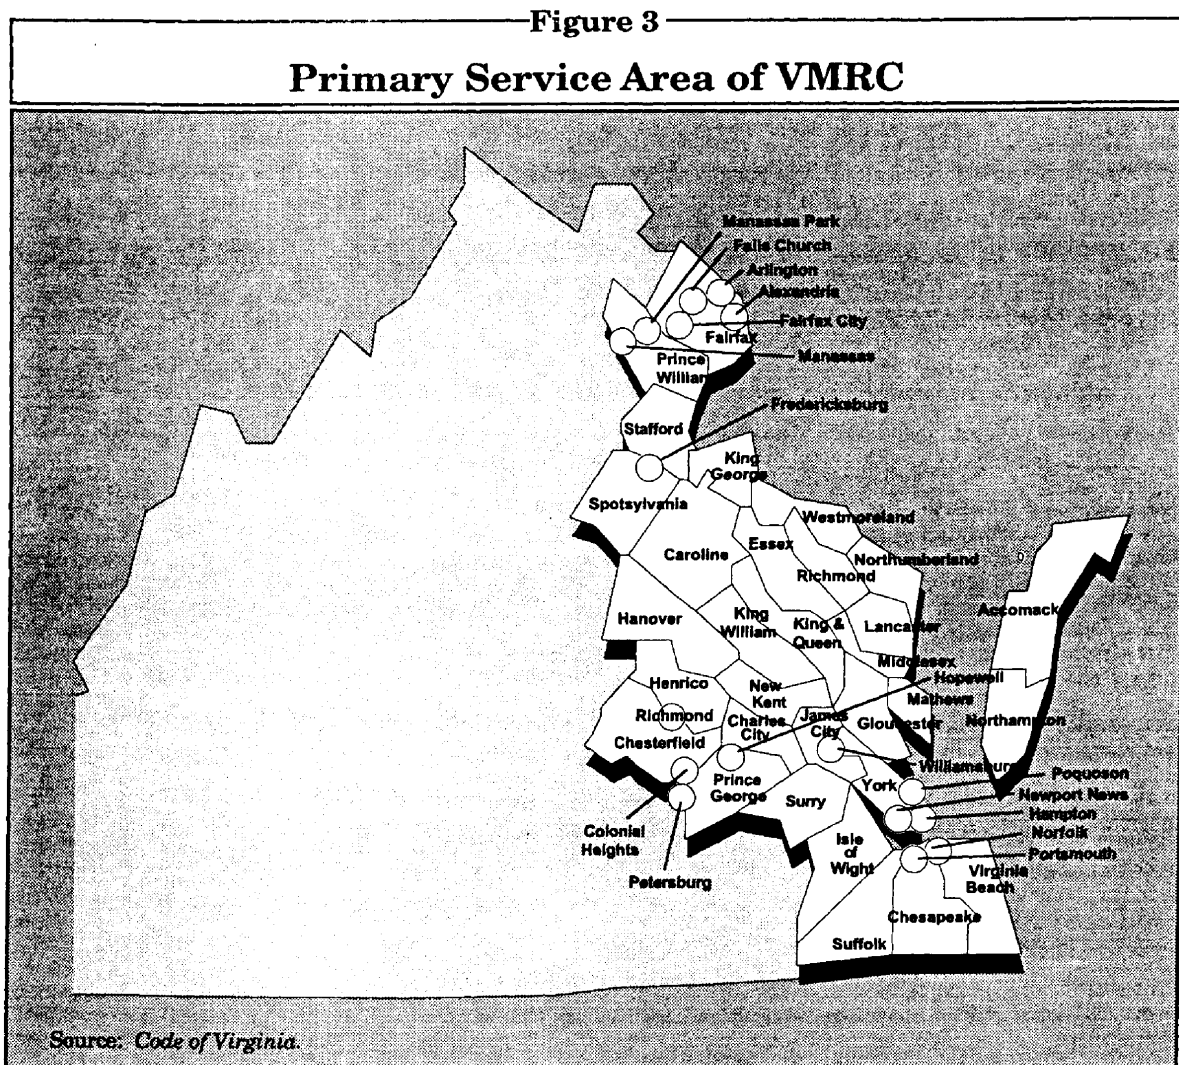 Figure 3
Primary Service Area of VMRC
Manassas Park
Falls Church
Arlington
Alexandria
Fairfax City
Fairfax
Manassas
Prince
William
Fredericksburg
Stafford
King
George
Spotsylvania
Westmoreland
Essex
Caroline
Northumberland
Richmond
Accomack
Hanover
King
William
King &
Queen
Lancaster
Middlesex
Hopewell
Henrico
New
Kent
Mathews
Richmond
Charles
City
James
City
Gloucester
Northampton
Chesterfield
Williamsburg
Poquoson
Prince
George
York
Newport News
Surry
Hampton
Colonial
Heights
Norfolk
Isle
of
Wight
Portsmouth
Virginia
Beach
Petersburg
Chesapeake
Suffolk
Source: Code of Virginia.